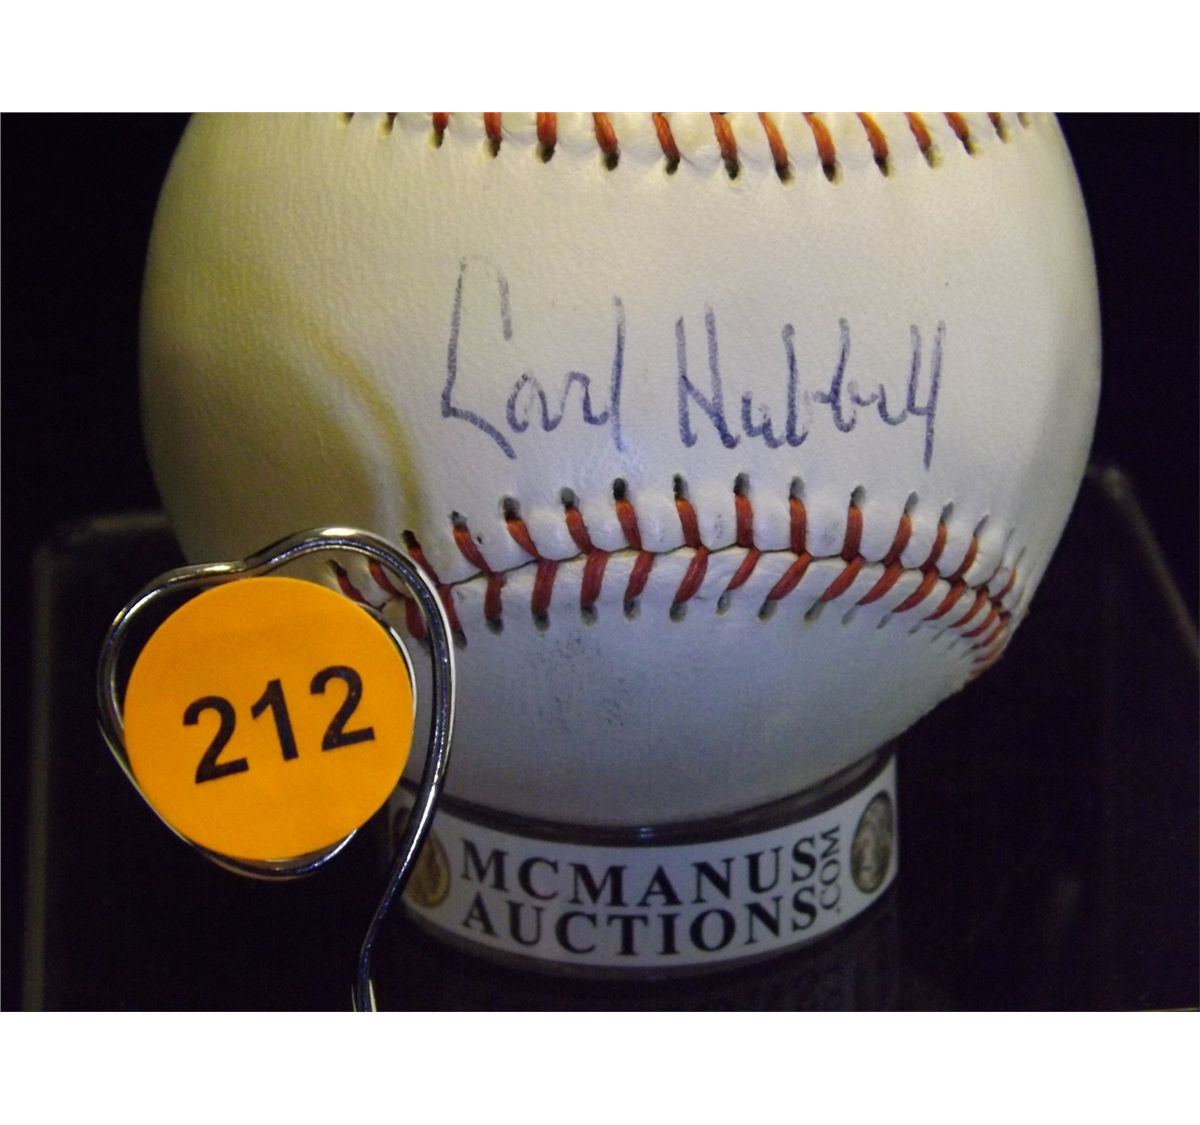 Carl Hubbell
212
MCMANUS
AUCTIONS
.COM